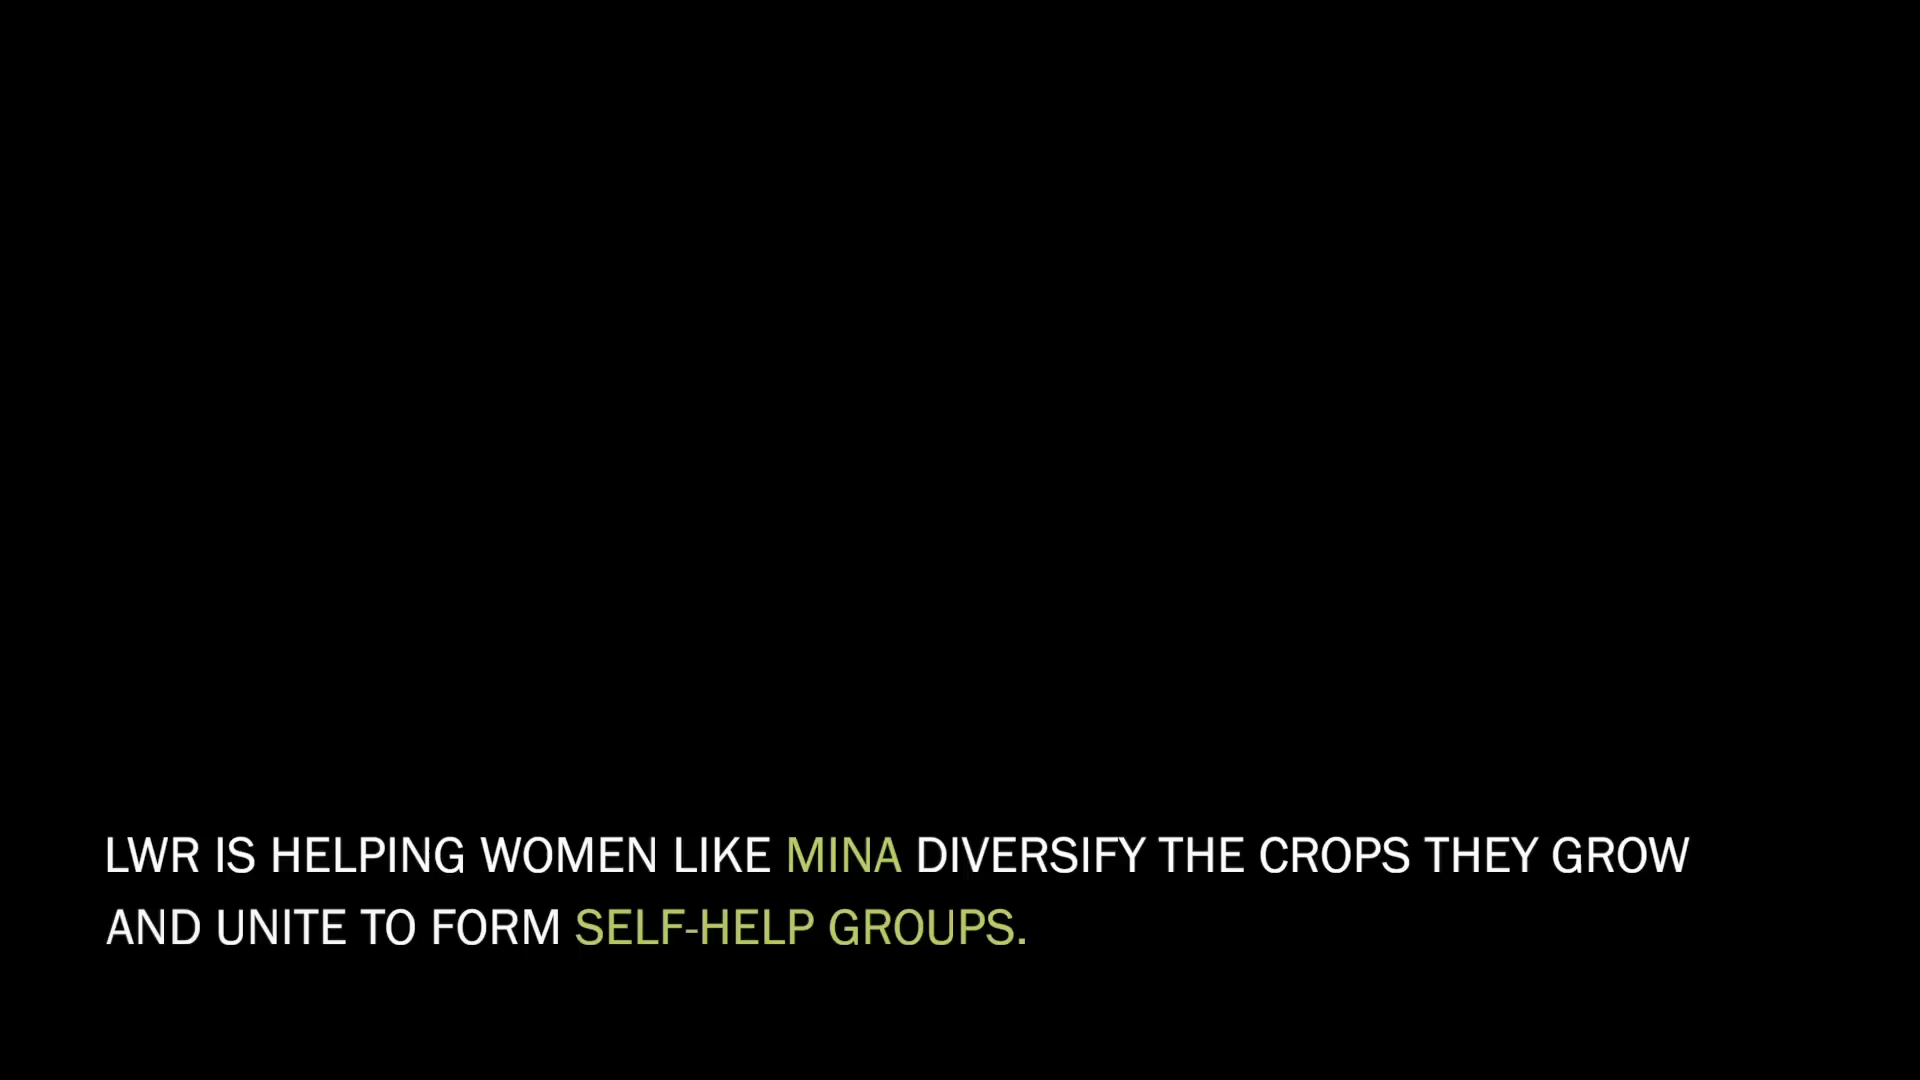 LWR IS HELPING WOMEN LIKE MINA DIVERSIFY THE CROPS THEY GROW
AND UNITE TO FORM SELF-HELP GROUPS.